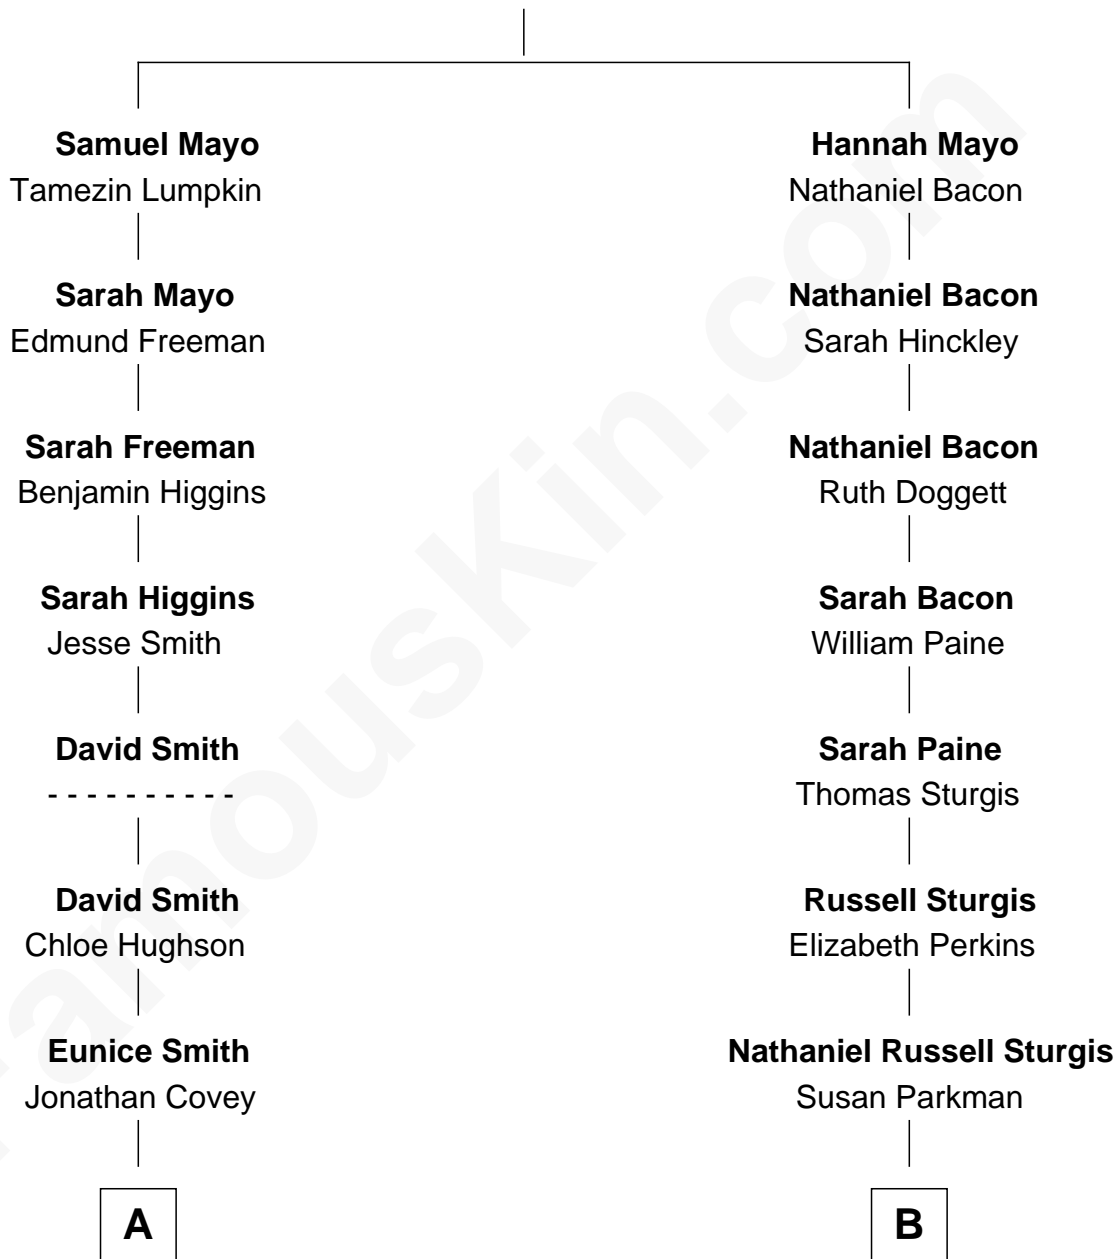 Samuel Mayo
Tamezin Lumpkin
Sarah Mayo
Edmund Freeman
Sarah Freeman
Benjamin Higgins
Sarah Higgins
Jesse Smith
David Smith
- - - - - - - - - -
David Smith
Chloe Hughson
Eunice Smith
Jonathan Covey
A
Hannah Mayo
Nathaniel Bacon
Nathaniel Bacon
Sarah Hinckley
Nathaniel Bacon
Ruth Doggett
Sarah Bacon
William Paine
Sarah Paine
Thomas Sturgis
Russell Sturgis
Elizabeth Perkins
Nathaniel Russell Sturgis
Susan Parkman
B
FamousKin.com